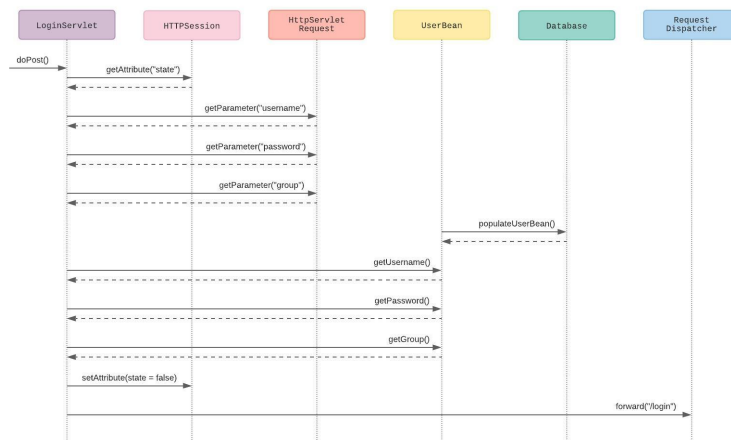 LoginServlet
HTTPSession
HttpServlet
Request
UserBean
Database
Request
Dispatcher
doPost()
getAttribute("state")
getParameter("username")
getParameter("password")
getParameter("group")
populateUserBean()
getUsername()
getPassword()
getGroup()
setAttribute(state = false)
forward("/login")